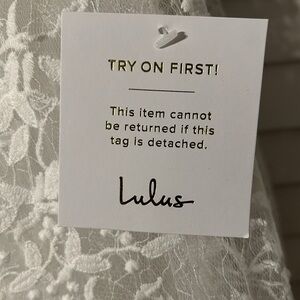 TRY ON FIRST!
This item cannot
be returned if this
tag is detached.
Lulus